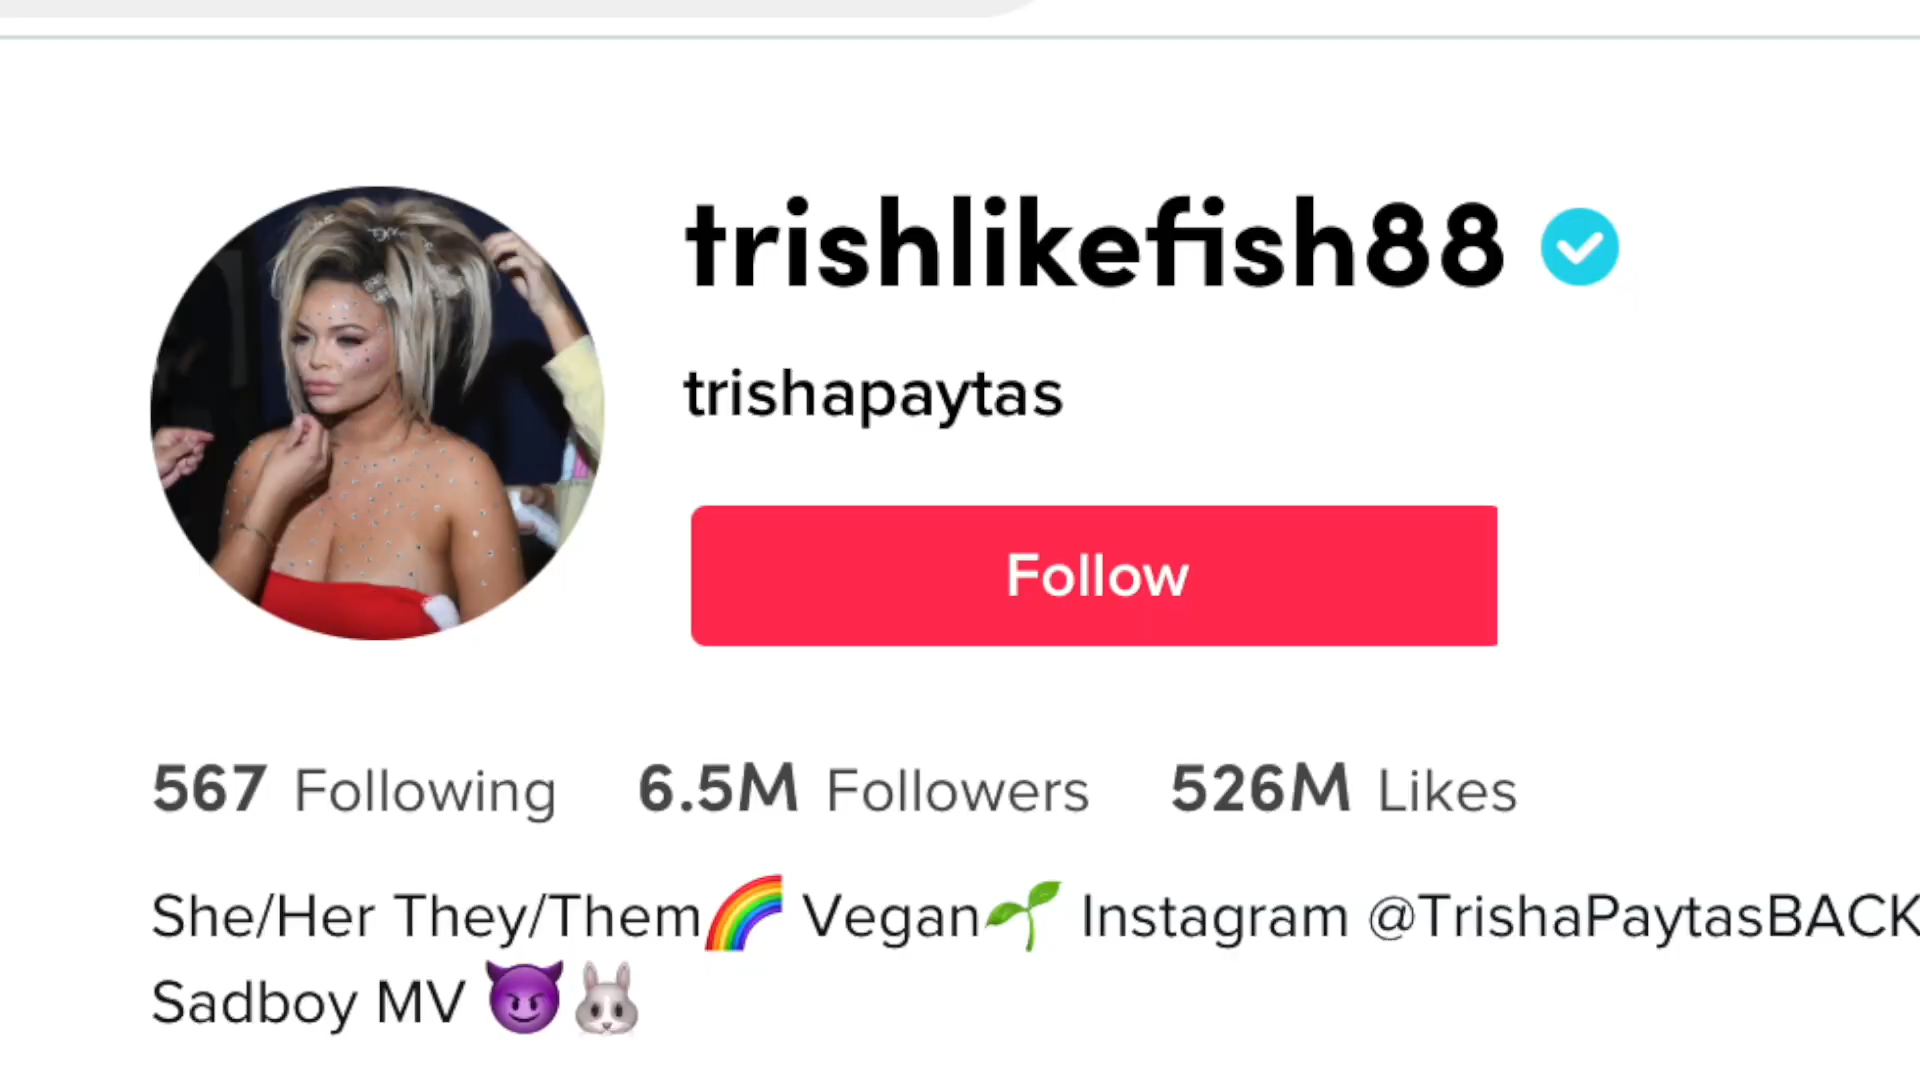 trishlikefish88
trishapaytas
Follow
567 Following 6.5M Followers 526M Likes
She/Her They/Them🌈 Vegan🌱 Instagram @TrishaPaytasBACK
Sadboy MV 😈🐰